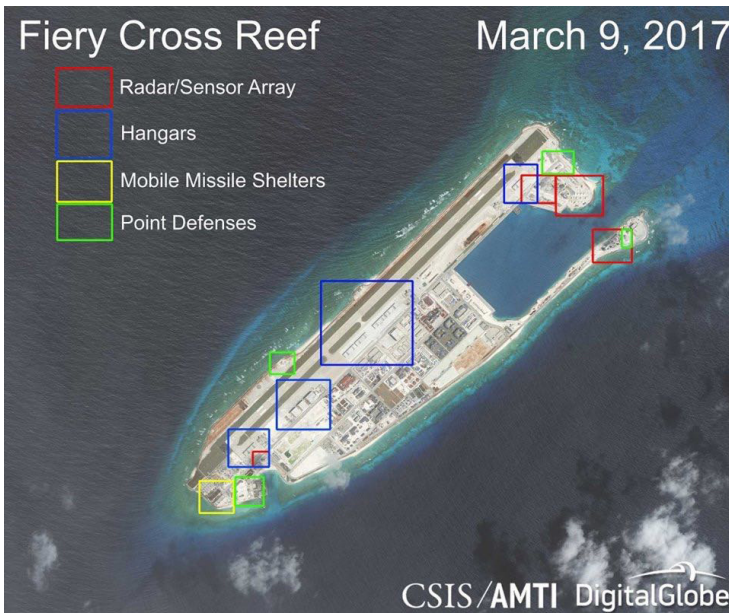 Fiery Cross Reef
March 9, 2017
Radar/Sensor Array
Hangars
Mobile Missile Shelters
Point Defenses
CSIS/AMTI DigitalGlobe